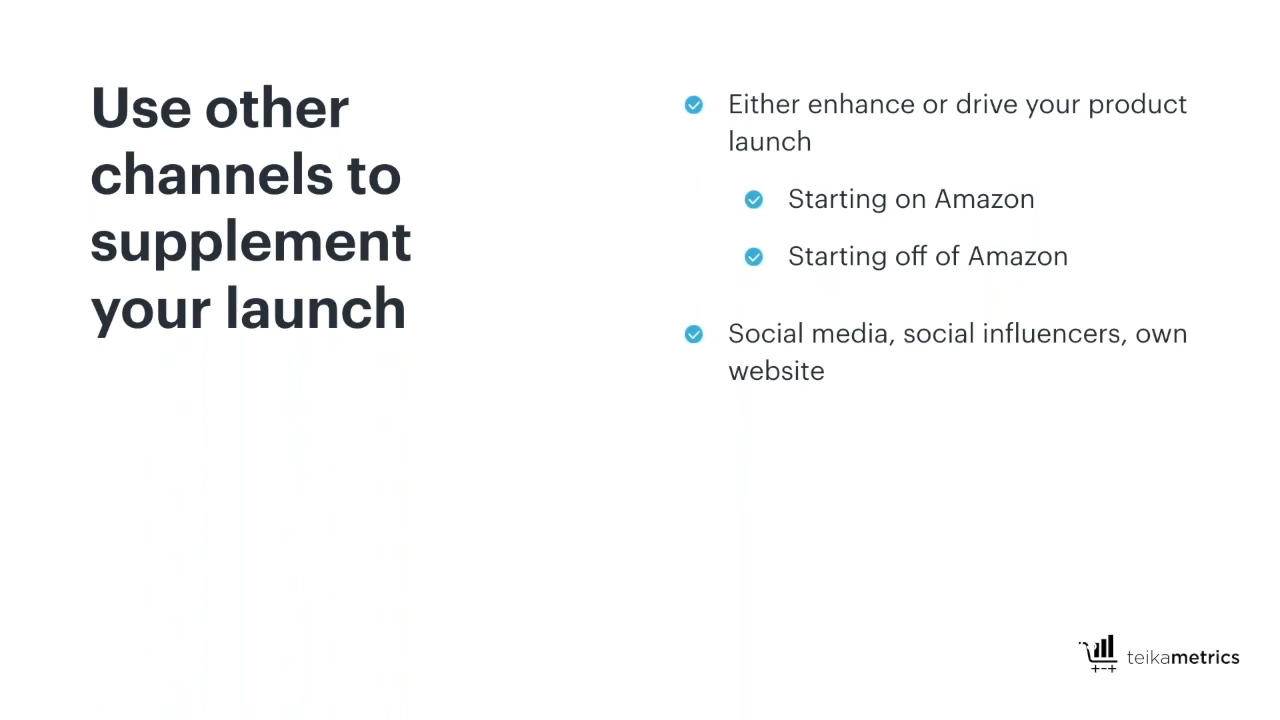 Use other
channels to
supplement
your launch
Either enhance or drive your product
launch
Starting on Amazon
Starting off of Amazon
Social media, social influencers, own
website
teikametrics